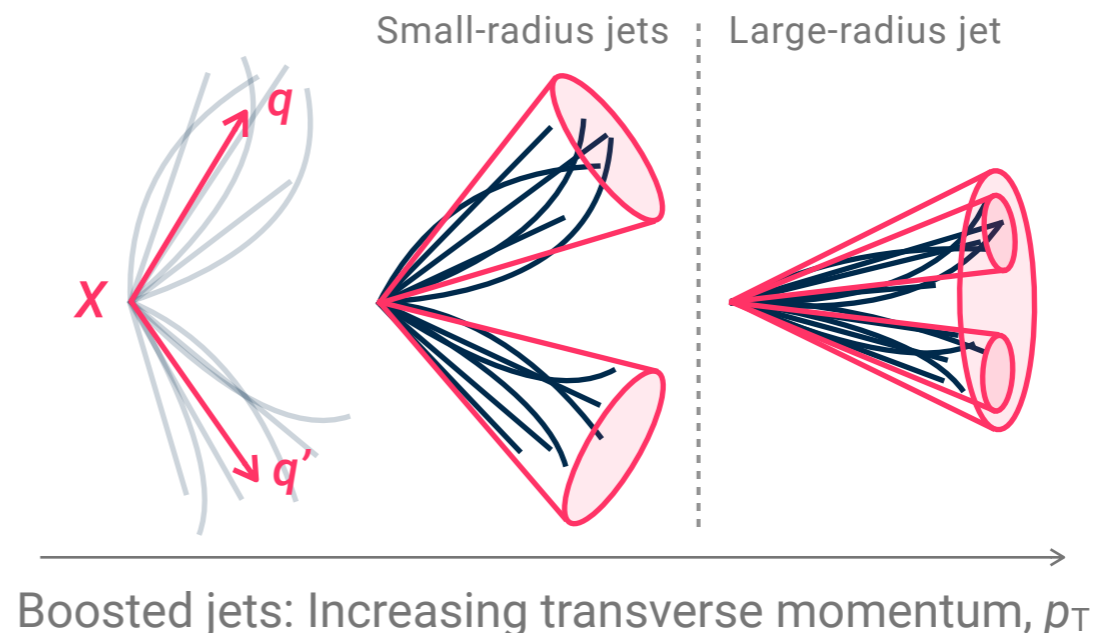 Small-radius jets
Large-radius jet
q
X
q’
Boosted jets: Increasing transverse momentum, pT